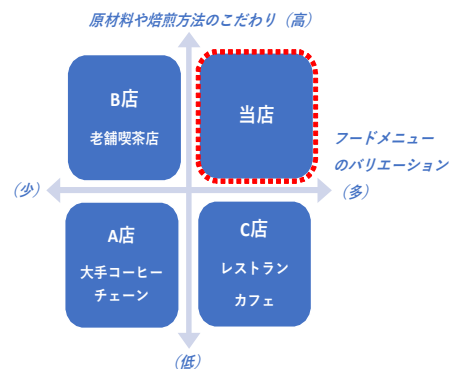 原材料や焙煎方法のこだわり（高）
B店
老舗喫茶店
当店
フードメニュー
のバリエーション
（少）
（多）
A店
大手コーヒー
チェーン
C店
レストラン
カフェ
（低）